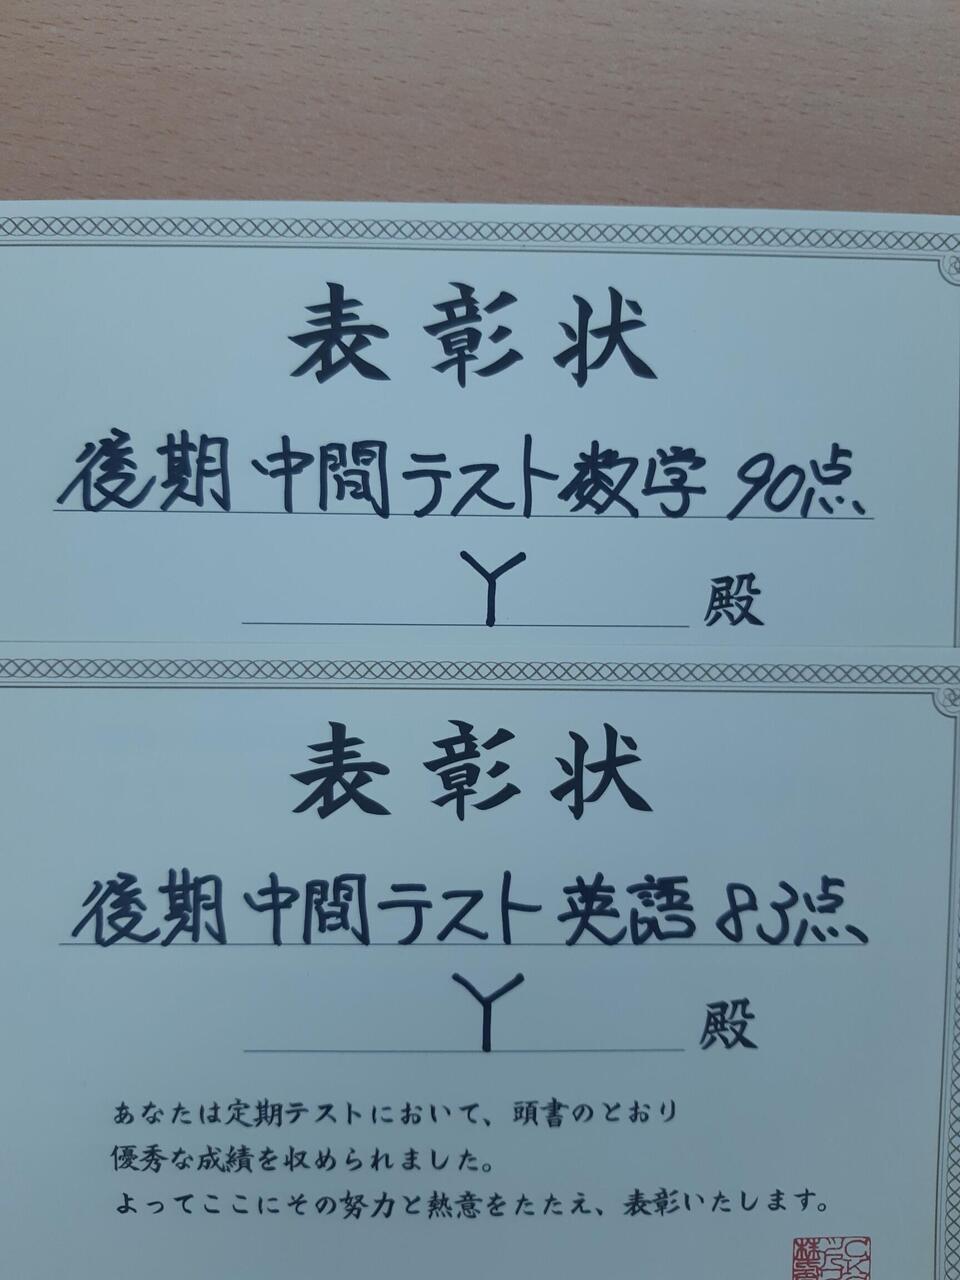 表彰状
後期中間テスト数学 90点
Y 殿
表彰状
後期中間テスト 英語 83点
Y 殿
あなたは定期テストにおいて、頭書のとおり
優秀な成績を収められました。
よってここにその努力と熱意をたたえ、表彰いたします。